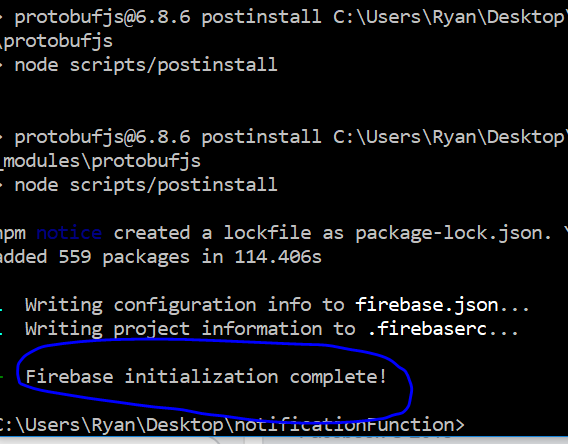 > protobufjs@6.8.6 postinstall C:\Users\Ryan\Desktop\
\protobufjs
> node scripts/postinstall
> protobufjs@6.8.6 postinstall C:\Users\Ryan\Desktop\
_modules\protobufjs
> node scripts/postinstall
npm notice created a lockfile as package-lock.json. Y
added 559 packages in 114.406s
Writing configuration info to firebase.json...
Writing project information to .firebaserc...
Firebase initialization complete!
C:\Users\Ryan\Desktop\notificationFunction>